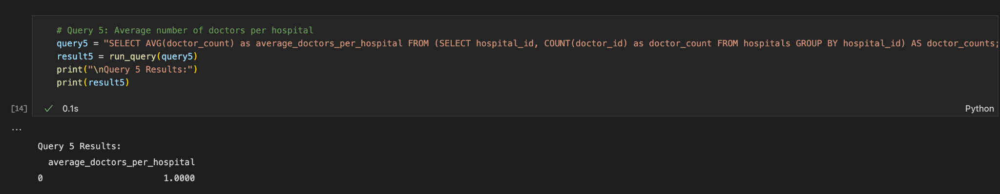 # Query 5: Average number of doctors per hospital
query5 = "SELECT AVG(doctor_count) as average_doctors_per_hospital FROM (SELECT hospital_id, COUNT(doctor_id) as doctor_count FROM hospitals GROUP BY hospital_id) AS doctor_counts;
result5 = run_query(query5)
print("\nQuery 5 Results:")
print(result5)
[14] ✓ 0.1s Python
...
Query 5 Results:
average_doctors_per_hospital
0 1.0000